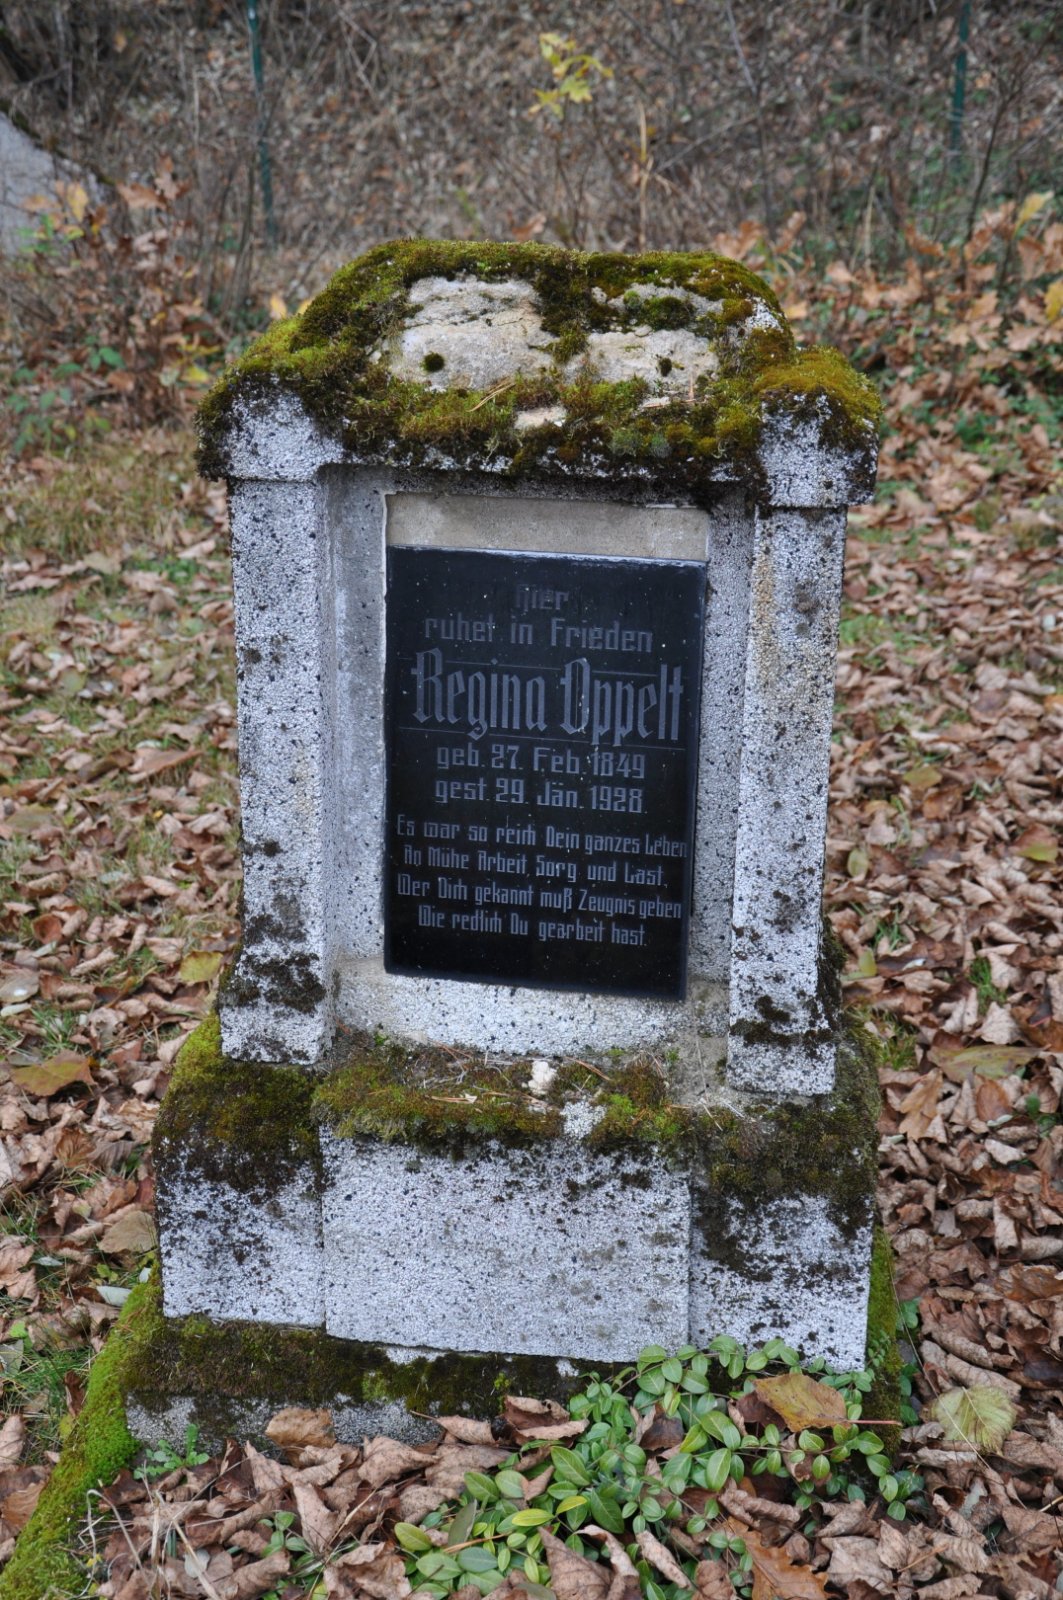 Hier
ruhet in Frieden
Regina Oppelt
geb. 27. Feb. 1849
gest. 29. Jän. 1928.
Es war so reich Dein ganzes Leben
An Mühe Arbeit, Sorg und Last.
Wer Dich gekannt muß Zeugnis geben
Wie redlich Du gearbeit hast.